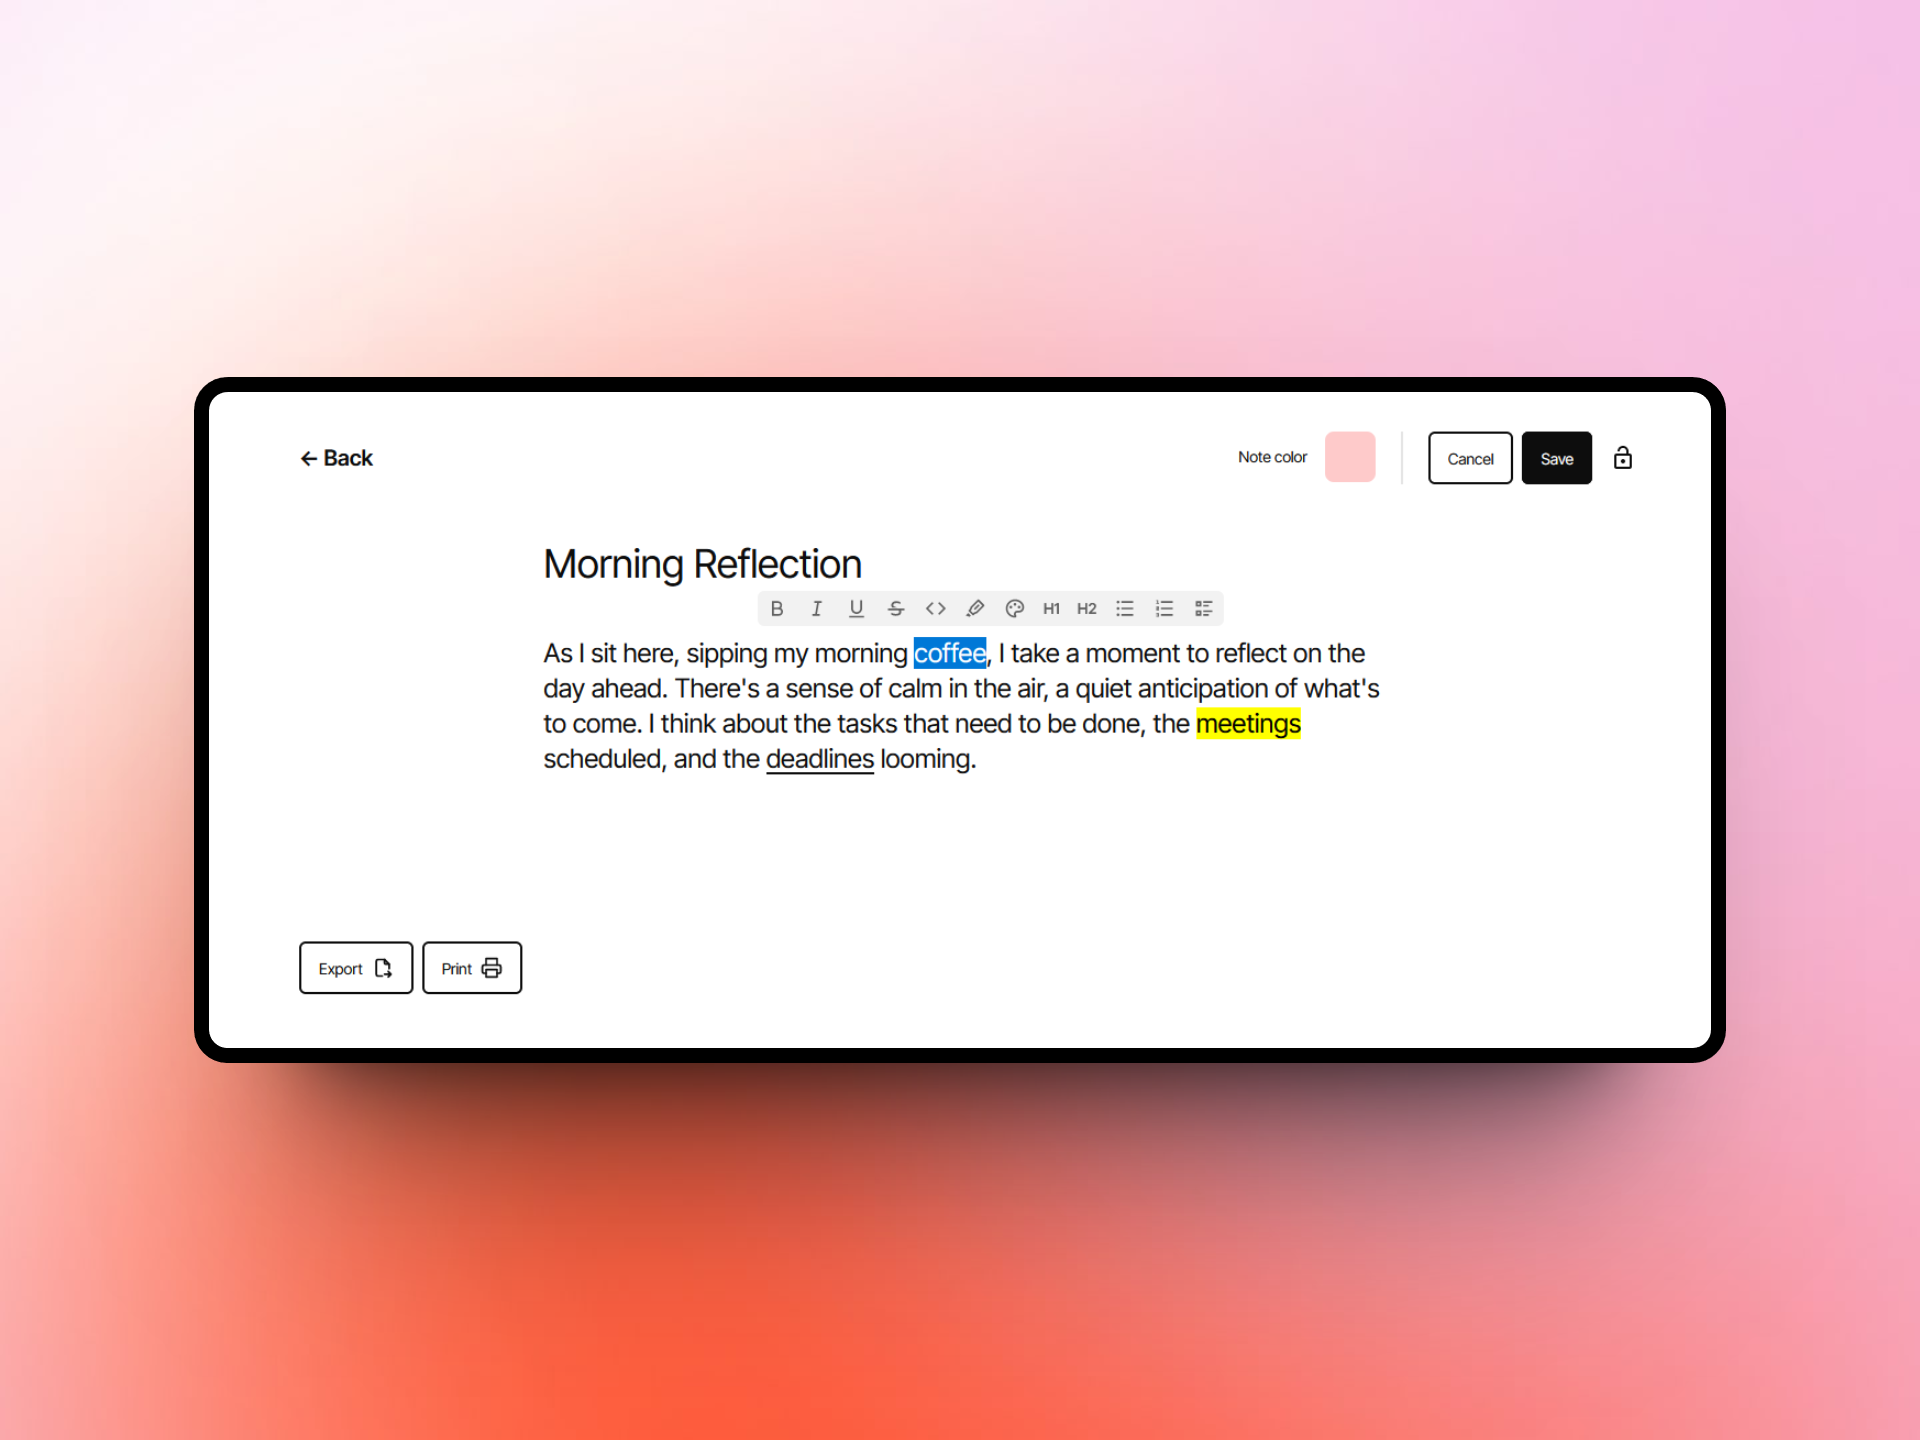 Back
Note color
Cancel
Save
Morning Reflection
B I U S <> H1 H2
As I sit here, sipping my morning coffee, I take a moment to reflect on the
day ahead. There's a sense of calm in the air, a quiet anticipation of what's
to come. I think about the tasks that need to be done, the meetings
scheduled, and the deadlines looming.
Export
Print